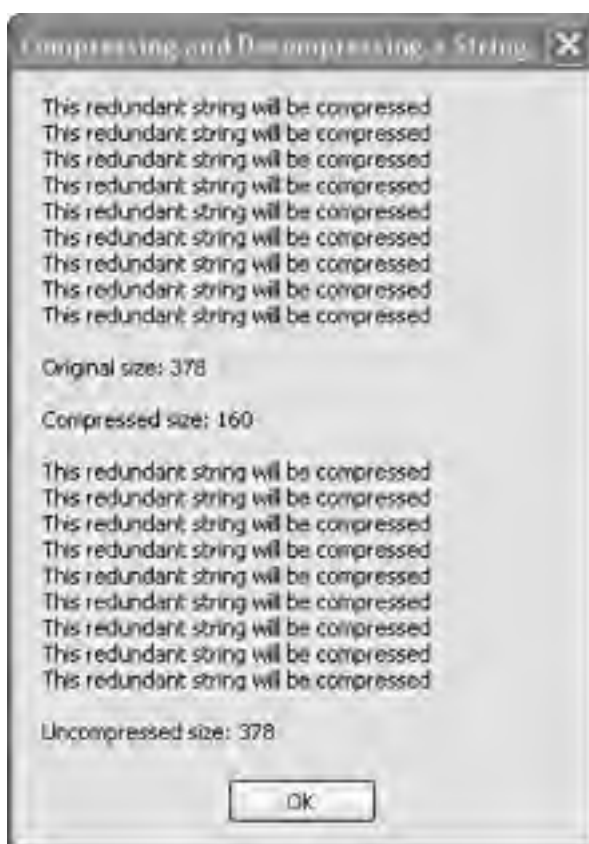 Compressing and Decompressing a String
This redundant string will be compressed
This redundant string will be compressed
This redundant string will be compressed
This redundant string will be compressed
This redundant string will be compressed
This redundant string will be compressed
This redundant string will be compressed
This redundant string will be compressed
This redundant string will be compressed
Original size: 378
Compressed size: 160
This redundant string will be compressed
This redundant string will be compressed
This redundant string will be compressed
This redundant string will be compressed
This redundant string will be compressed
This redundant string will be compressed
This redundant string will be compressed
This redundant string will be compressed
This redundant string will be compressed
Uncompressed size: 378
Ok